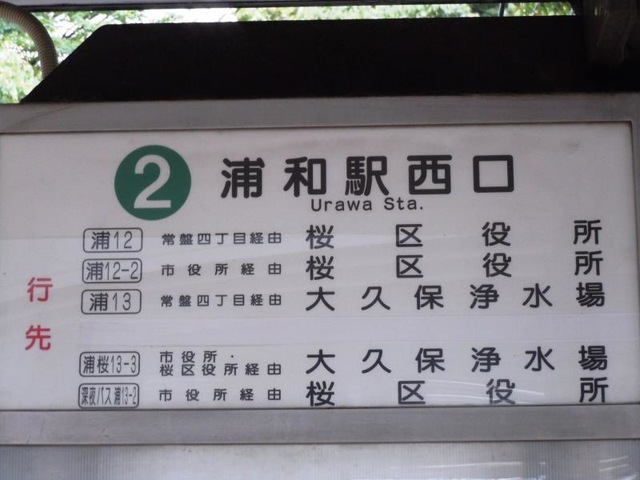 2 浦和駅西口
Urawa Sta.
行先
浦12 常盤四丁目経由 桜区役所
浦12-2 市役所経由 桜区役所
浦13 常盤四丁目経由 大久保浄水場
浦桜13-3 市役所・桜区役所経由 大久保浄水場
深夜バス 浦13-2 市役所経由 桜区役所